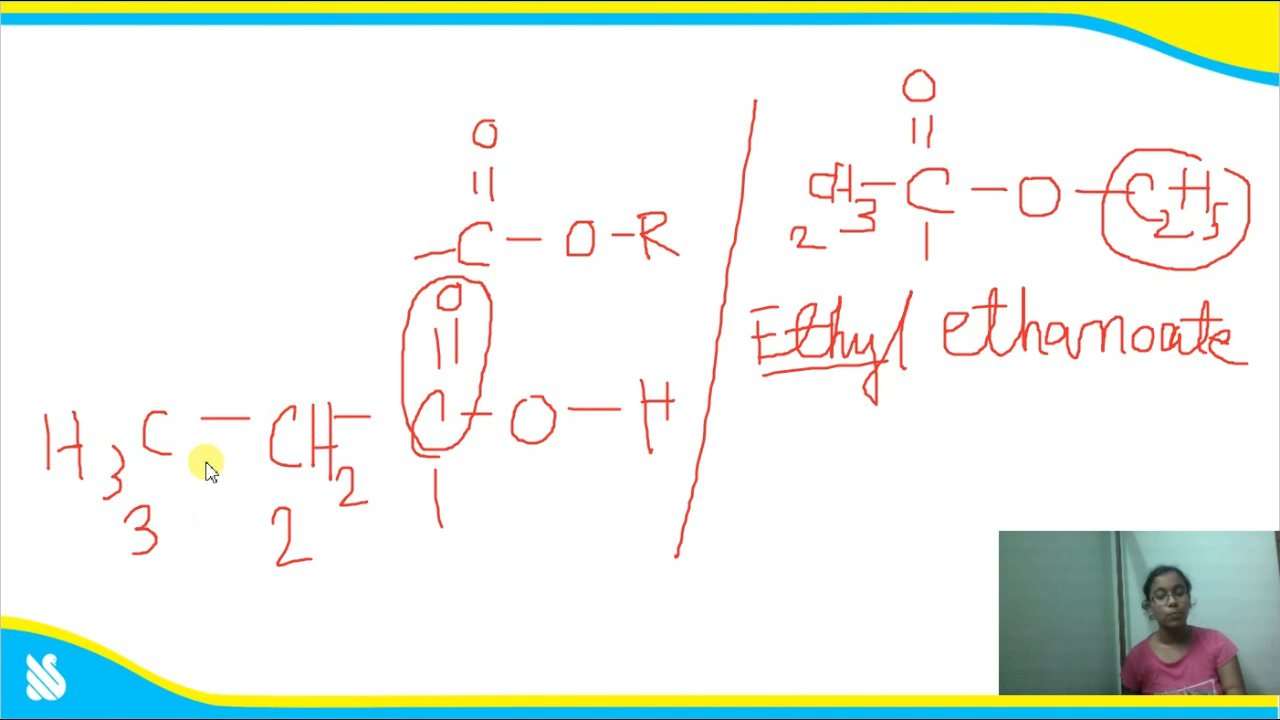 O
||
– C – O – R
O
||
H3C – CH2 – C – O – H
3 2 1
O
||
CH3 – C – O – C2H5
2 1
Ethyl ethanoate